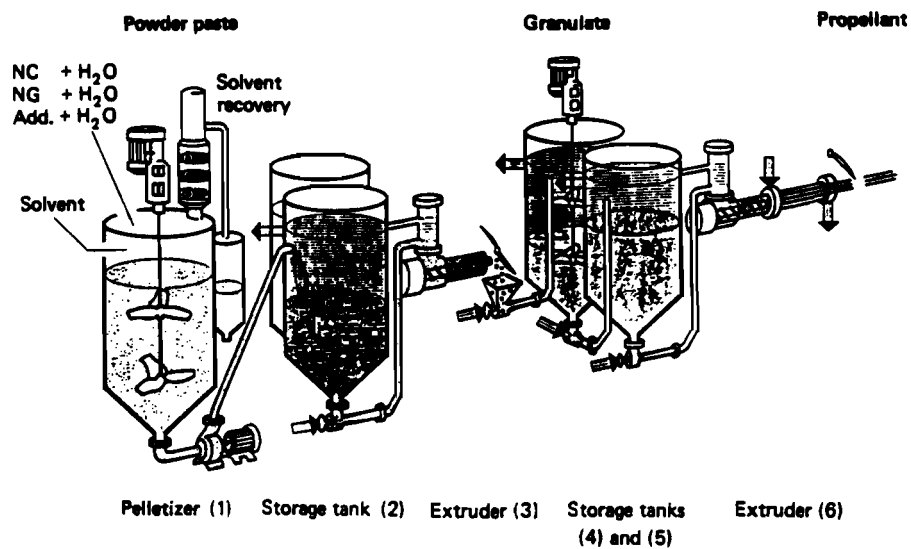 Powder paste
Granulate
Propellant
NC + H₂O
NG + H₂O
Add. + H₂O
Solvent
recovery
Solvent
Pelletizer (1)
Storage tank (2)
Extruder (3)
Storage tanks
(4) and (5)
Extruder (6)